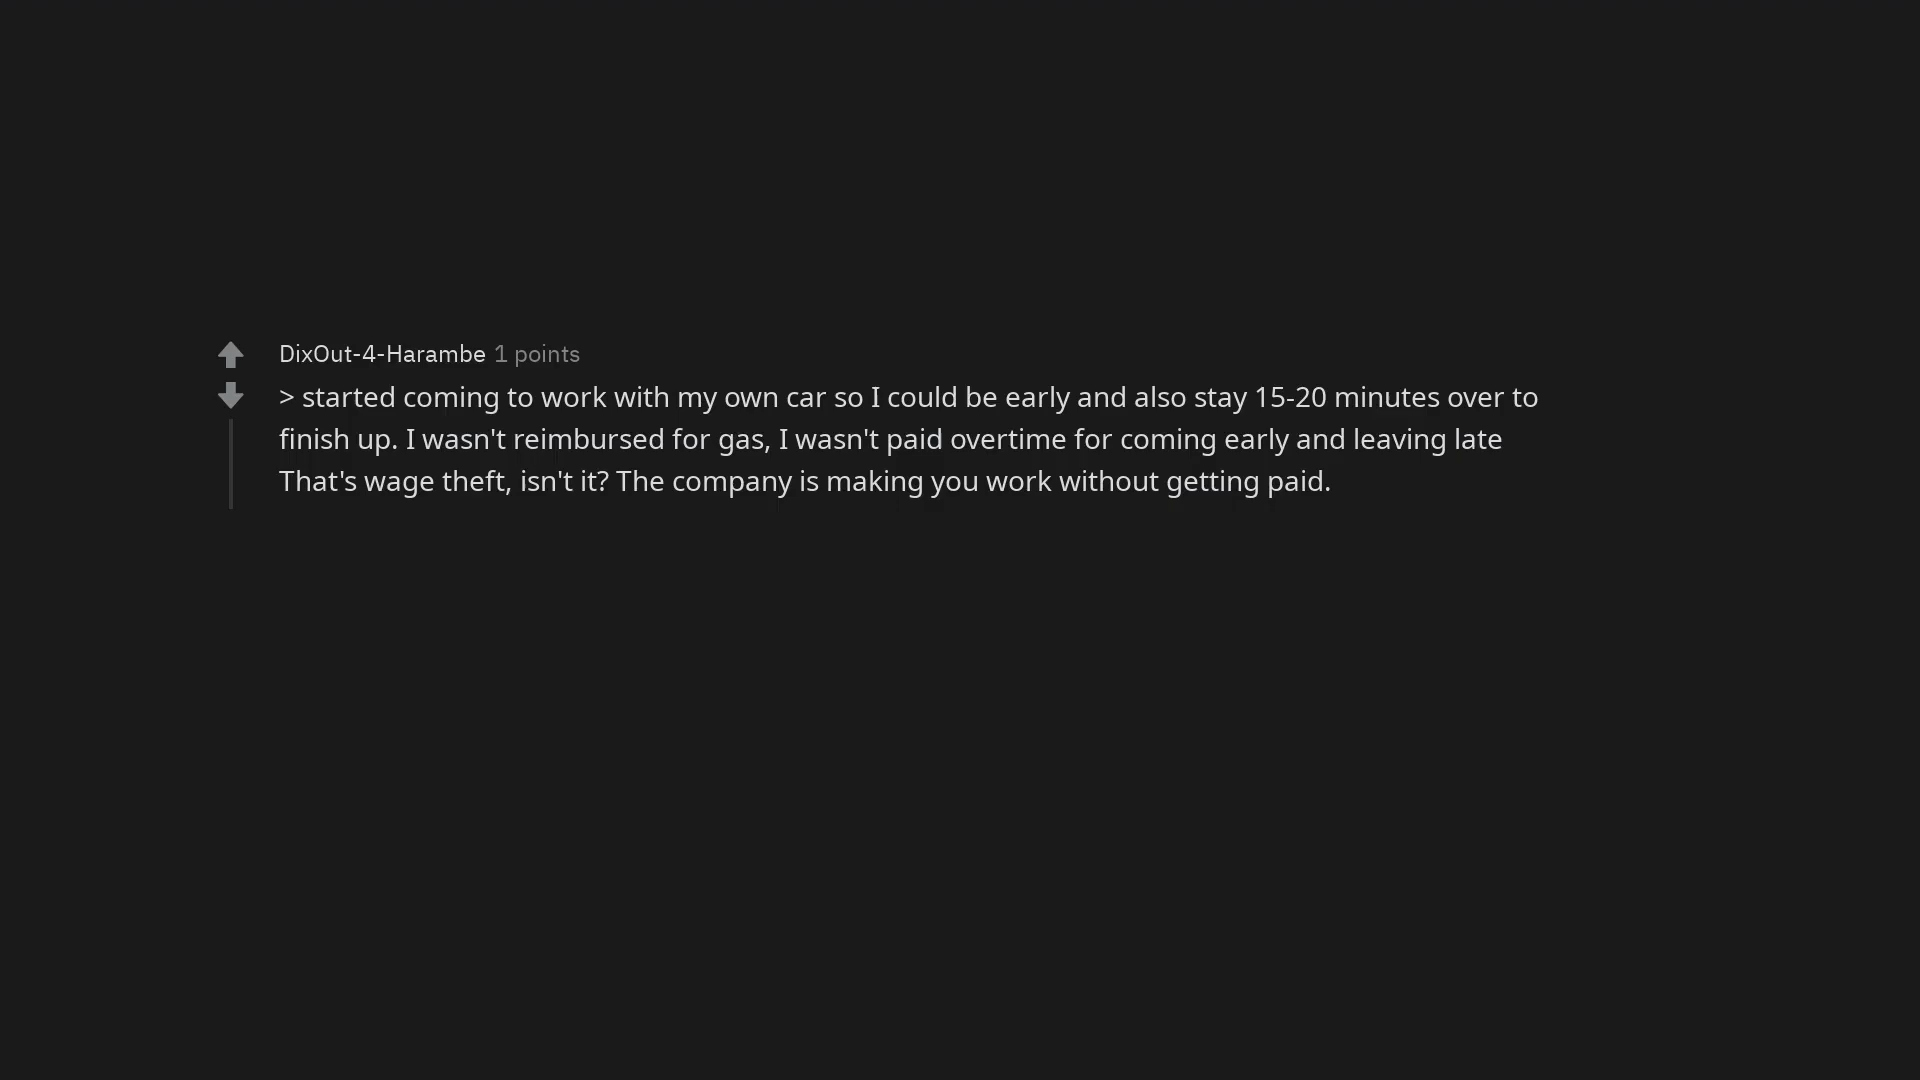 DixOut-4-Harambe 1 points
> started coming to work with my own car so I could be early and also stay 15-20 minutes over to
finish up. I wasn't reimbursed for gas, I wasn't paid overtime for coming early and leaving late
That's wage theft, isn't it? The company is making you work without getting paid.